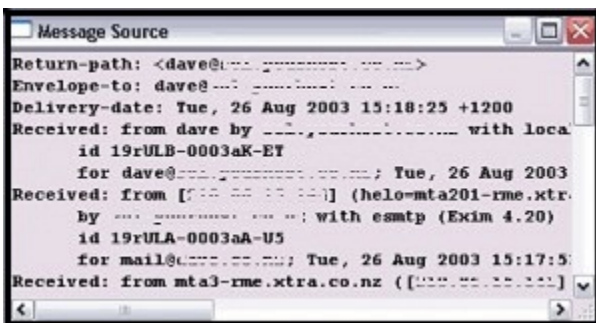 Message Source
Return-path: <dave@
Envelope-to: dave@
Delivery-date: Tue, 26 Aug 2003 15:18:25 +1200
Received: from dave by with loca
id 19rULB-0003aK-ET
for dave@ ; Tue, 26 Aug 2003
Received: from [ ] (helo=mta201-rme.xtr
by ; with esmtp (Exim 4.20)
id 19rULA-0003aA-U5
for mail@ ; Tue, 26 Aug 2003 15:17:5
Received: from mta3-rme.xtra.co.nz ([ ]